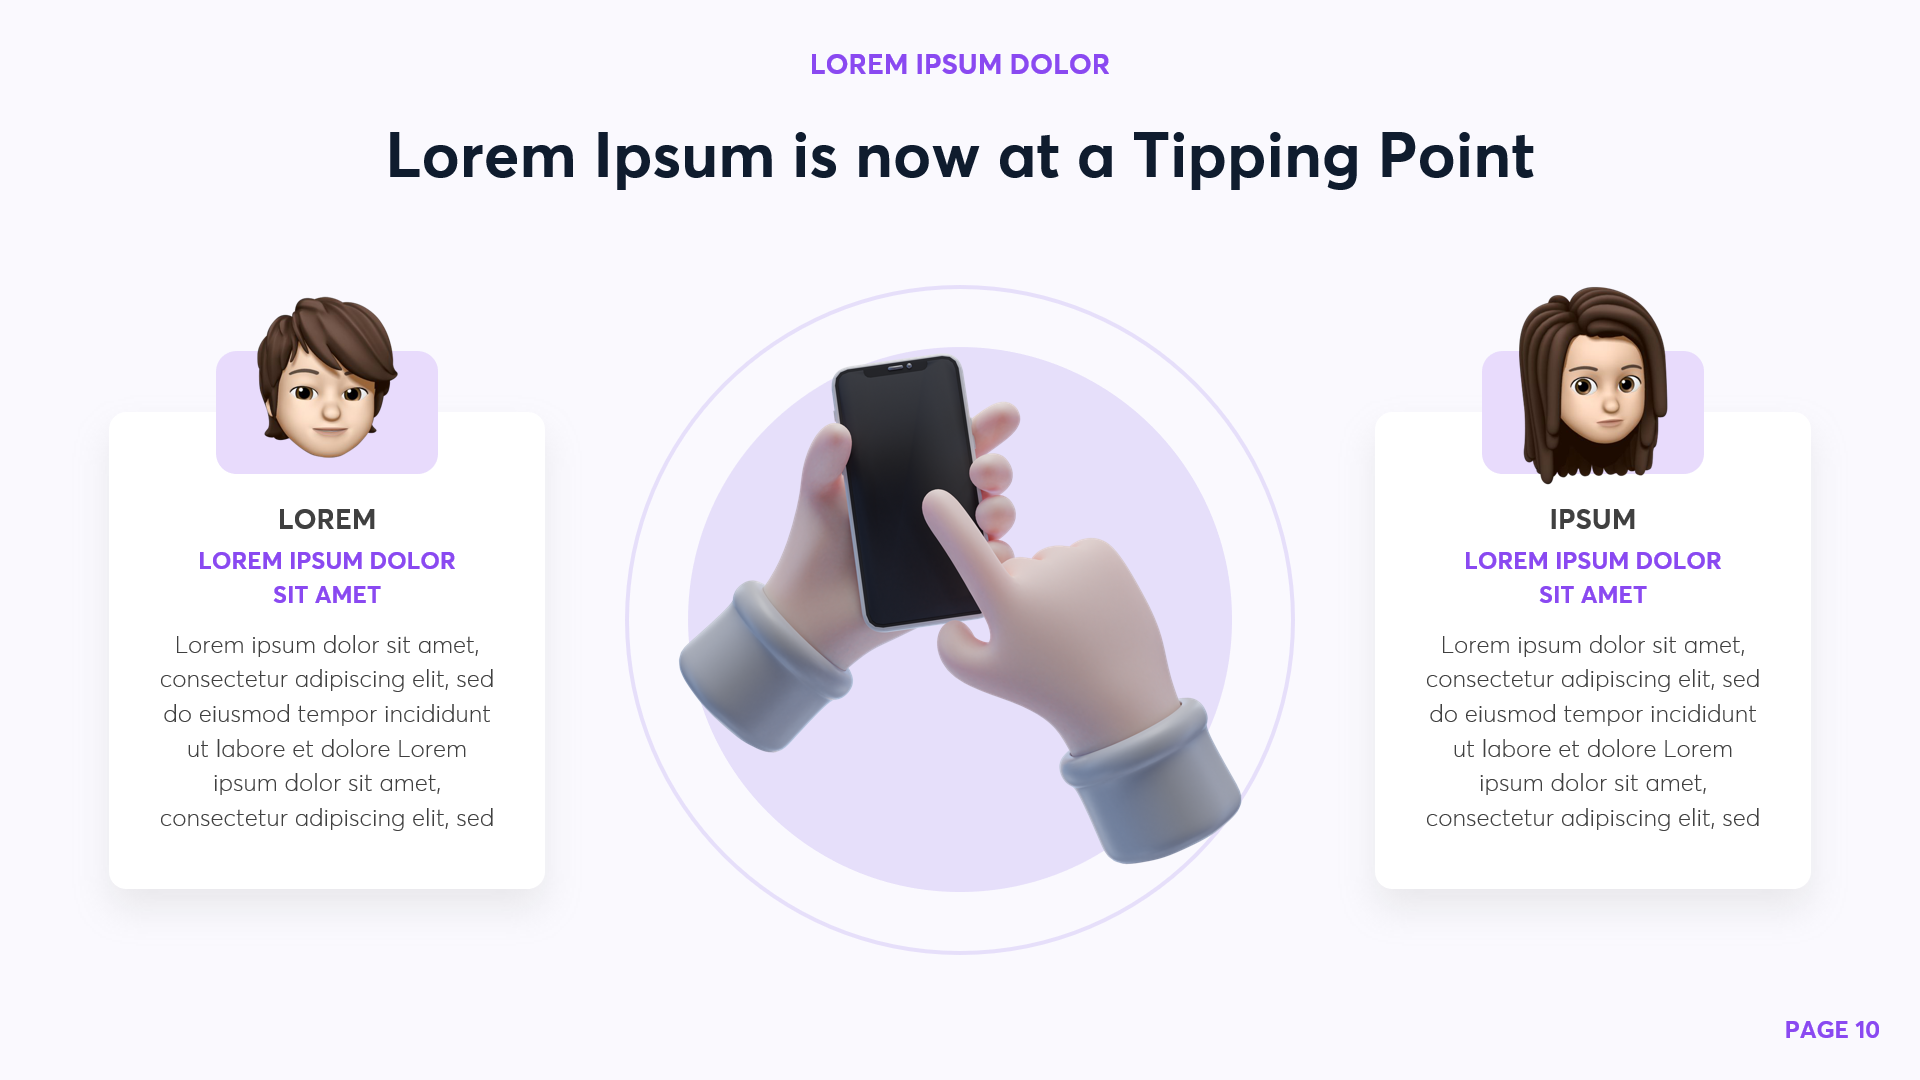 LOREM IPSUM DOLOR
Lorem Ipsum is now at a Tipping Point
LOREM
LOREM IPSUM DOLOR
SIT AMET
Lorem ipsum dolor sit amet,
consectetur adipiscing elit, sed
do eiusmod tempor incididunt
ut labore et dolore Lorem
ipsum dolor sit amet,
consectetur adipiscing elit, sed
IPSUM
LOREM IPSUM DOLOR
SIT AMET
Lorem ipsum dolor sit amet,
consectetur adipiscing elit, sed
do eiusmod tempor incididunt
ut labore et dolore Lorem
ipsum dolor sit amet,
consectetur adipiscing elit, sed
PAGE 10